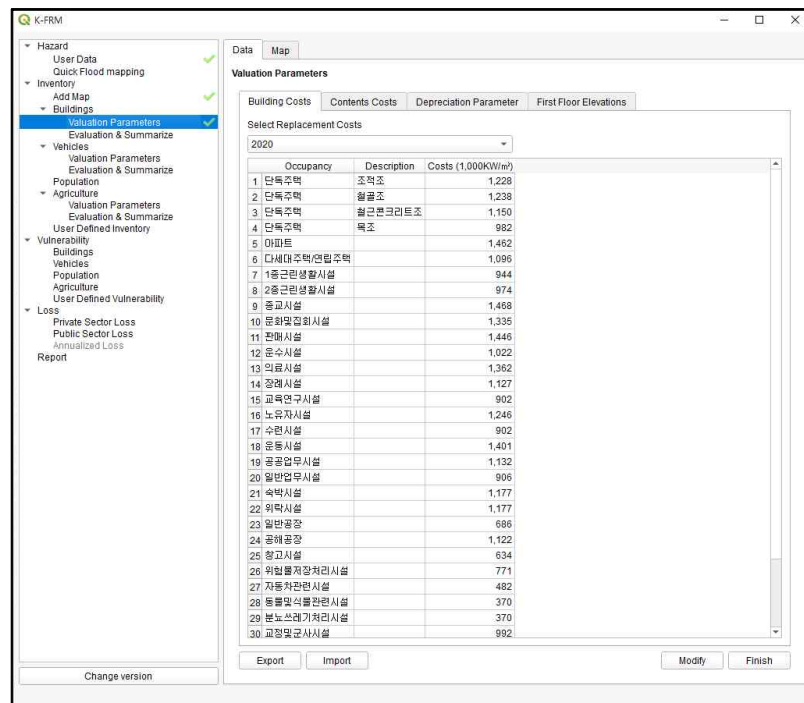 K-FRM
Hazard
User Data
Quick Flood mapping
Inventory
Add Map
Buildings
Valuation Parameters
Evaluation & Summarize
Vehicles
Valuation Parameters
Evaluation & Summarize
Population
Agriculture
Valuation Parameters
Evaluation & Summarize
User Defined Inventory
Vulnerability
Buildings
Vehicles
Population
Agriculture
User Defined Vulnerability
Loss
Private Sector Loss
Public Sector Loss
Annualized Loss
Report
Change version
Data Map
Valuation Parameters
Building Costs Contents Costs Depreciation Parameter First Floor Elevations
Select Replacement Costs
2020
Occupancy Description Costs (1,000KW/m²)
1 단독주택 조적조 1,228
2 단독주택 철골조 1,238
3 단독주택 철근콘크리트조 1,150
4 단독주택 목조 982
5 아파트 1,462
6 다세대주택/연립주택 1,096
7 1종근린생활시설 944
8 2종근린생활시설 974
9 종교시설 1,468
10 문화및집회시설 1,335
11 판매시설 1,446
12 운수시설 1,022
13 의료시설 1,362
14 장례시설 1,127
15 교육연구시설 902
16 노유자시설 1,246
17 수련시설 902
18 운동시설 1,401
19 공공업무시설 1,132
20 일반업무시설 906
21 숙박시설 1,177
22 위락시설 1,177
23 일반공장 686
24 공해공장 1,122
25 창고시설 634
26 위험물저장처리시설 771
27 자동차관련시설 482
28 동물및식물관련시설 370
29 분뇨쓰레기처리시설 370
30 교정및군사시설 992
Export Import Modify Finish